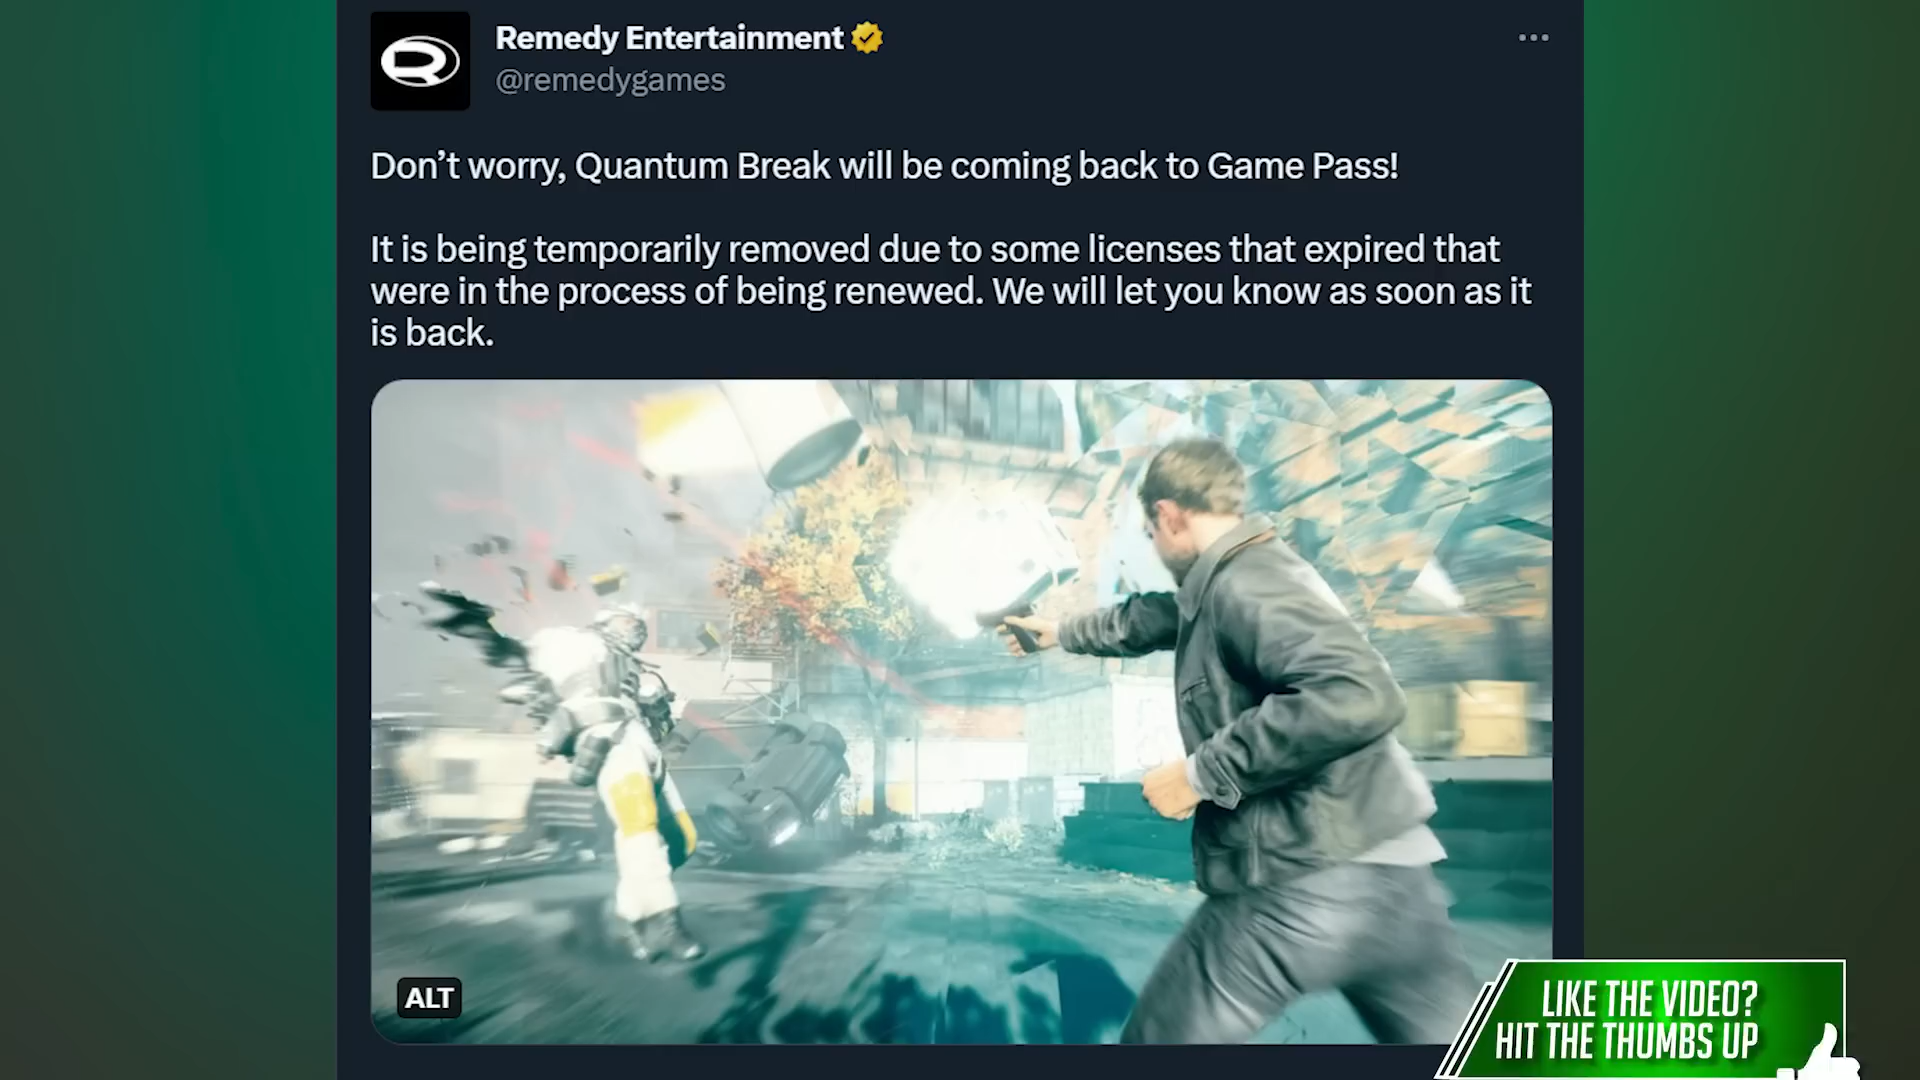 Remedy Entertainment
@remedygames
Don’t worry, Quantum Break will be coming back to Game Pass!
It is being temporarily removed due to some licenses that expired that
were in the process of being renewed. We will let you know as soon as it
is back.
ALT
LIKE THE VIDEO?
HIT THE THUMBS UP